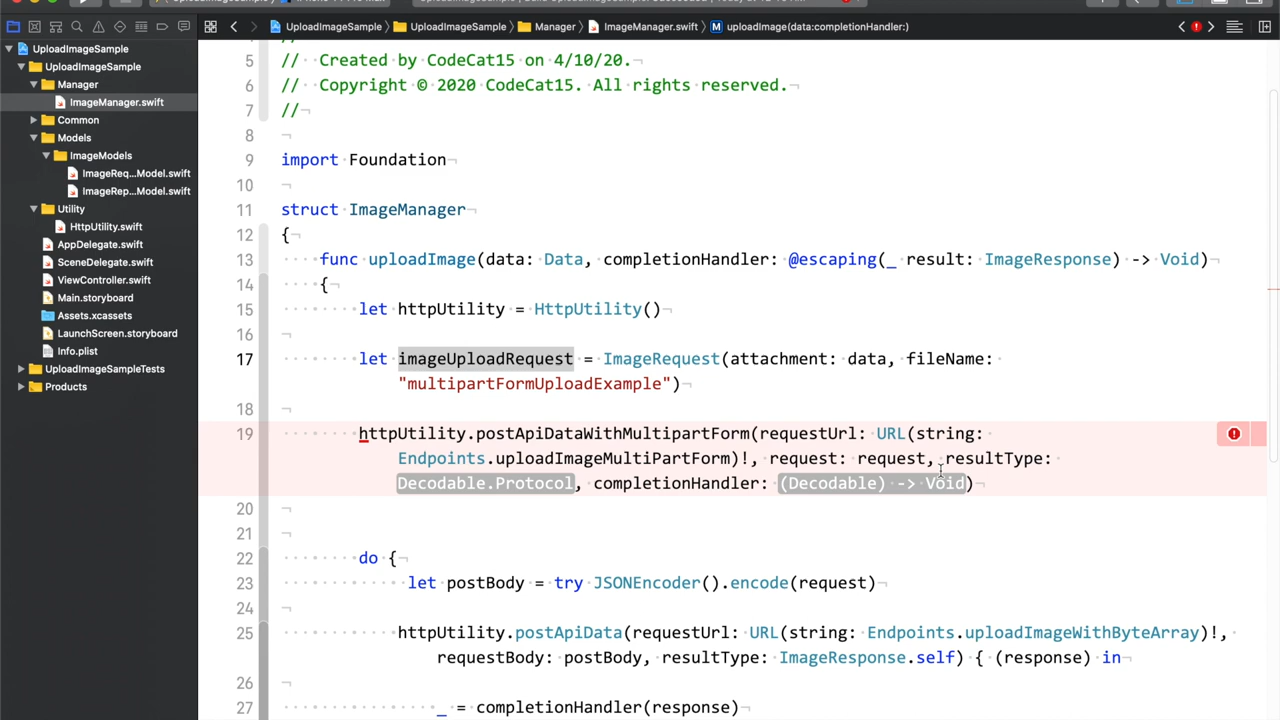 UploadImageSample
UploadImageSample
Manager
ImageManager.swift
uploadImage(data:completionHandler:)
UploadImageSample
UploadImageSample
Manager
ImageManager.swift
Common
Models
ImageModels
ImageReq...Model.swift
ImageRep...Model.swift
Utility
HttpUtility.swift
AppDelegate.swift
SceneDelegate.swift
ViewController.swift
Main.storyboard
Assets.xcassets
LaunchScreen.storyboard
Info.plist
UploadImageSampleTests
Products
5 // Created by CodeCat15 on 4/10/20.
6 // Copyright © 2020 CodeCat15. All rights reserved.
7 //
8
9 import Foundation
10
11 struct ImageManager
12 {
13 func uploadImage(data: Data, completionHandler: @escaping(_ result: ImageResponse) -> Void)
14 {
15 let httpUtility = HttpUtility()
16
17 let imageUploadRequest = ImageRequest(attachment: data, fileName:
"multipartFormUploadExample")
18
19 httpUtility.postApiDataWithMultipartForm(requestUrl: URL(string:
Endpoints.uploadImageMultiPartForm)!, request: request, resultType:
Decodable.Protocol, completionHandler: (Decodable) -> Void)
20
21
22 do {
23 let postBody = try JSONEncoder().encode(request)
24
25 httpUtility.postApiData(requestUrl: URL(string: Endpoints.uploadImageWithByteArray)!,
requestBody: postBody, resultType: ImageResponse.self) { (response) in
26
27 _ = completionHandler(response)